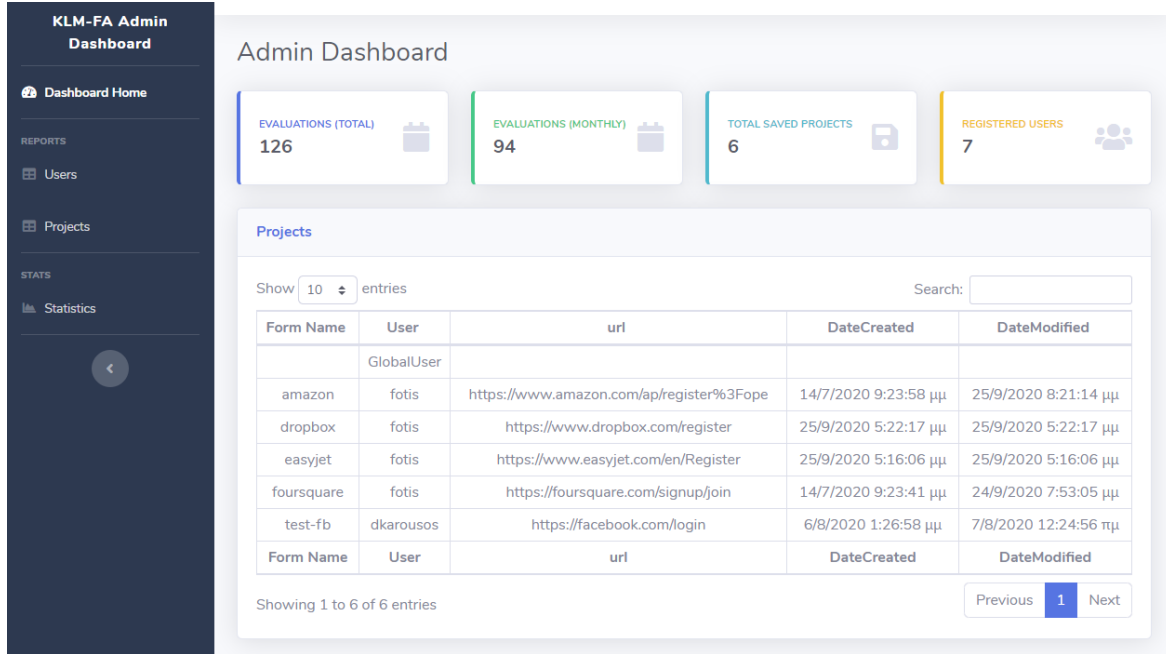 KLM-FA Admin
Dashboard
Dashboard Home
REPORTS
Users
Projects
STATS
Statistics
Admin Dashboard
EVALUATIONS (TOTAL)
126
EVALUATIONS (MONTHLY)
94
TOTAL SAVED PROJECTS
6
REGISTERED USERS
7
Projects
Show 10 entries Search:
Form Name User url DateCreated DateModified
GlobalUser
amazon fotis https://www.amazon.com/ap/register%3Fope 14/7/2020 9:23:58 μμ 25/9/2020 8:21:14 μμ
dropbox fotis https://www.dropbox.com/register 25/9/2020 5:22:17 μμ 25/9/2020 5:22:17 μμ
easyjet fotis https://www.easyjet.com/en/Register 25/9/2020 5:16:06 μμ 25/9/2020 5:16:06 μμ
foursquare fotis https://foursquare.com/signup/join 14/7/2020 9:23:41 μμ 24/9/2020 7:53:05 μμ
test-fb dkarousos https://facebook.com/login 6/8/2020 1:26:58 μμ 7/8/2020 12:24:56 πμ
Form Name User url DateCreated DateModified
Showing 1 to 6 of 6 entries
Previous 1 Next